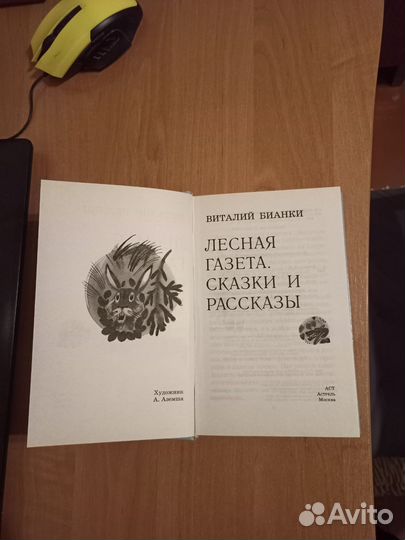 Художник
А. Аземша
ВИТАЛИЙ БИАНКИ
ЛЕСНАЯ
ГАЗЕТА.
СКАЗКИ И
РАССКАЗЫ
АСТ
Астрель
Москва
Avito